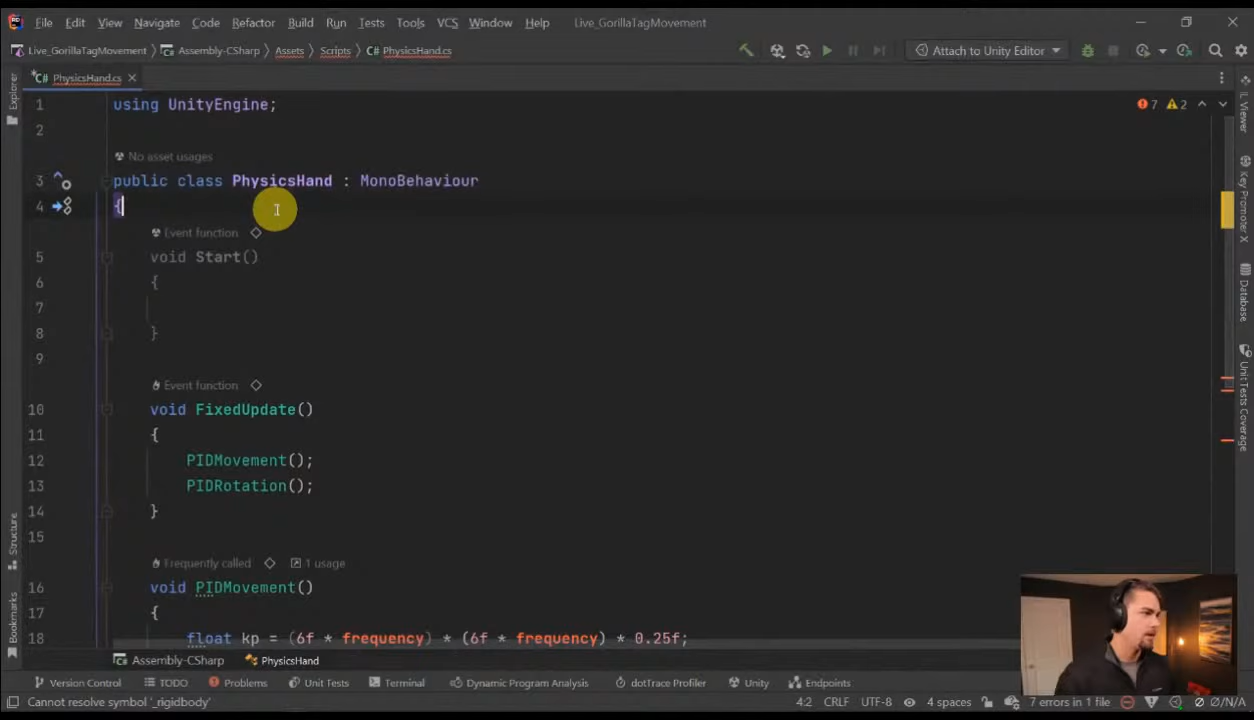 File Edit View Navigate Code Refactor Build Run Tests Tools VCS Window Help Live_GorillaTagMovement
Live_GorillaTagMovement Assembly-CSharp Assets Scripts C# PhysicsHand.cs Attach to Unity Editor
C# PhysicsHand.cs
1 using UnityEngine; 7 2
2
No asset usages
3 public class PhysicsHand : MonoBehaviour
4 {
Event function
5 void Start()
6 {
7
8 }
9
Event function
10 void FixedUpdate()
11 {
12 PIDMovement();
13 PIDRotation();
14 }
15
Frequently called 1 usage
16 void PIDMovement()
17 {
18 float kp = (6f * frequency) * (6f * frequency) * 0.25f;
Assembly-CSharp PhysicsHand
Version Control TODO Problems Unit Tests Terminal Dynamic Program Analysis dotTrace Profiler Unity Endpoints
Cannot resolve symbol '_rigidbody' 4:2 CRLF UTF-8 4 spaces 7 errors in 1 file 0/N/A
Explorer
Structure
Bookmarks
IL Viewer
Key Promoter X
Database
Unit Tests Coverage